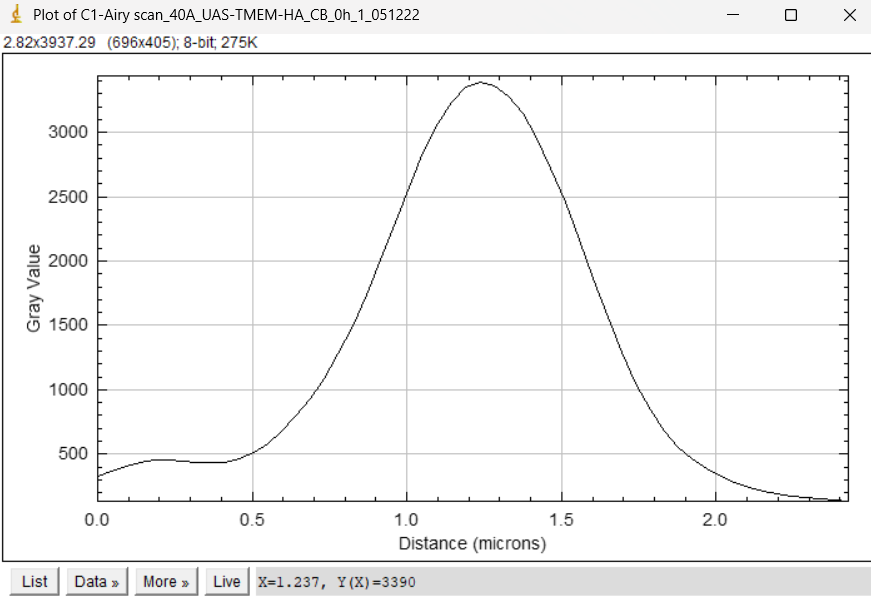 Plot of C1-Airy scan_40A_UAS-TMEM-HA_CB_0h_1_051222
2.82x3937.29 (696x405); 8-bit; 275K
3000
2500
2000
1500
1000
500
Gray Value
0.0 0.5 1.0 1.5 2.0
Distance (microns)
List Data » More » Live X=1.237, Y(X)=3390